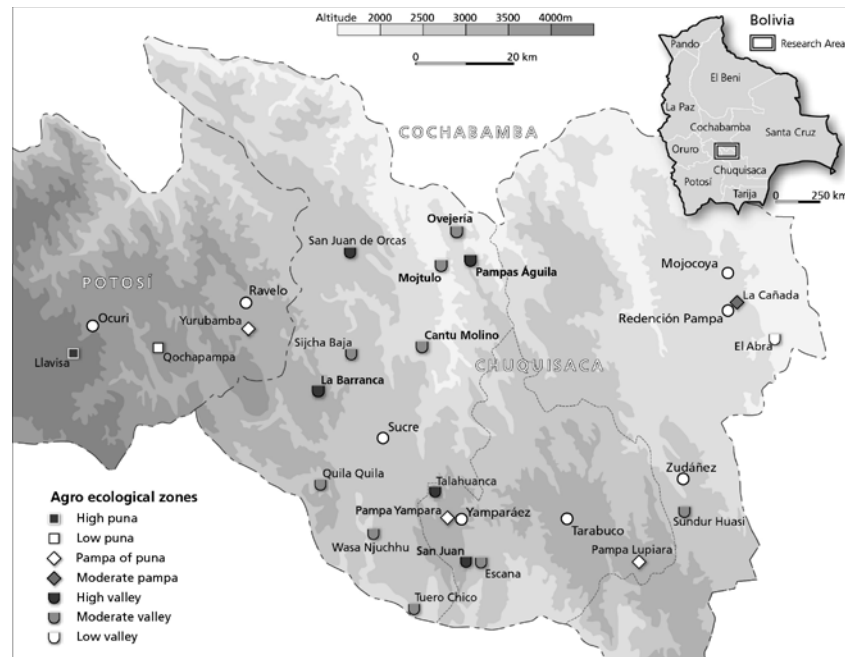 Altitude 2000 2500 3000 3500 4000m
0 20 km
Bolivia
Research Area
Pando
El Beni
La Paz
Cochabamba
Santa Cruz
Oruro
Chuquisaca
Potosí
Tarija
0 250 km
COCHABAMBA
Ovejería
San Juan de Orcas
Mojtulo
Pampas Águila
Mojocoya
POTOSÍ
Ravelo
La Cañada
Ocuri
Yurubamba
Redención Pampa
Llavisa
Qochapampa
Sijcha Baja
Cantu Molino
El Abra
CHUQUISACA
La Barranca
Sucre
Quila Quila
Talahuanca
Zudáñez
Pampa Yampara
Yamparáez
Tarabuco
Sundur Huasi
Wasa Njuchhu
San Juan
Escana
Pampa Lupiara
Tuero Chico
Agro ecological zones
High puna
Low puna
Pampa of puna
Moderate pampa
High valley
Moderate valley
Low valley